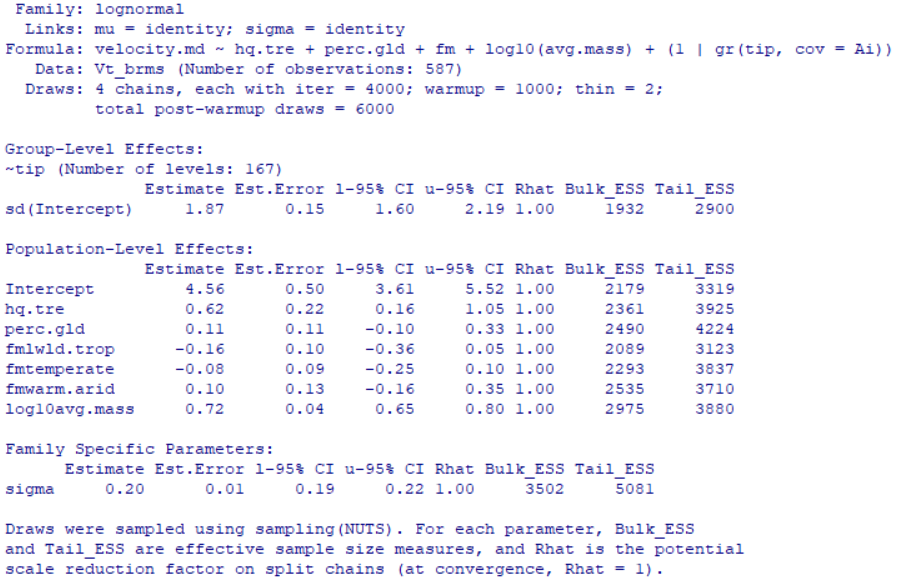 Family: lognormal
Links: mu = identity; sigma = identity
Formula: velocity.md ~ hq.tre + perc.gld + fm + log10(avg.mass) + (1 | gr(tip, cov = Ai))
Data: Vt_brms (Number of observations: 587)
Draws: 4 chains, each with iter = 4000; warmup = 1000; thin = 2;
total post-warmup draws = 6000
Group-Level Effects:
~tip (Number of levels: 167)
Estimate Est.Error l-95% CI u-95% CI Rhat Bulk_ESS Tail_ESS
sd(Intercept) 1.87 0.15 1.60 2.19 1.00 1932 2900
Population-Level Effects:
Estimate Est.Error l-95% CI u-95% CI Rhat Bulk_ESS Tail_ESS
Intercept 4.56 0.50 3.61 5.52 1.00 2179 3319
hq.tre 0.62 0.22 0.16 1.05 1.00 2361 3925
perc.gld 0.11 0.11 -0.10 0.33 1.00 2490 4224
fmlwld.trop -0.16 0.10 -0.36 0.05 1.00 2089 3123
fmtemperate -0.08 0.09 -0.25 0.10 1.00 2293 3837
fmwarm.arid 0.10 0.13 -0.16 0.35 1.00 2535 3710
log10avg.mass 0.72 0.04 0.65 0.80 1.00 2975 3880
Family Specific Parameters:
Estimate Est.Error l-95% CI u-95% CI Rhat Bulk_ESS Tail_ESS
sigma 0.20 0.01 0.19 0.22 1.00 3502 5081
Draws were sampled using sampling(NUTS). For each parameter, Bulk_ESS
and Tail_ESS are effective sample size measures, and Rhat is the potential
scale reduction factor on split chains (at convergence, Rhat = 1).